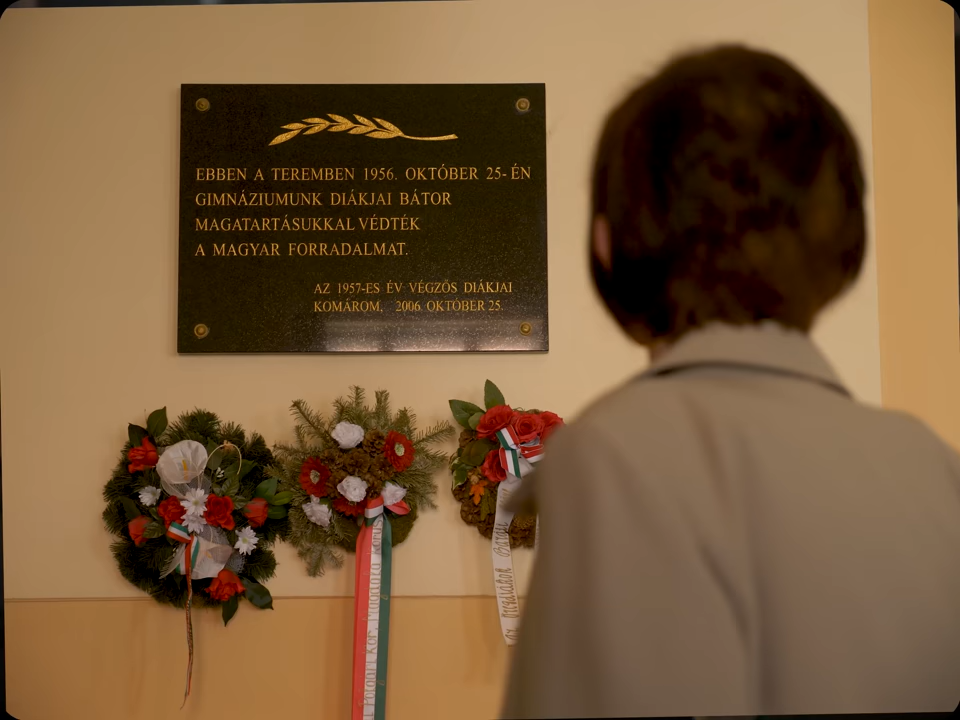 EBBEN A TEREMBEN 1956. OKTÓBER 25-ÉN
GIMNÁZIUMUNK DIÁKJAI BÁTOR
MAGATARTÁSUKKAL VÉDTÉK
A MAGYAR FORRADALMAT.
AZ 1957-ES ÉV VÉGZŐS DIÁKJAI
KOMÁROM, 2006. OKTÓBER 25.